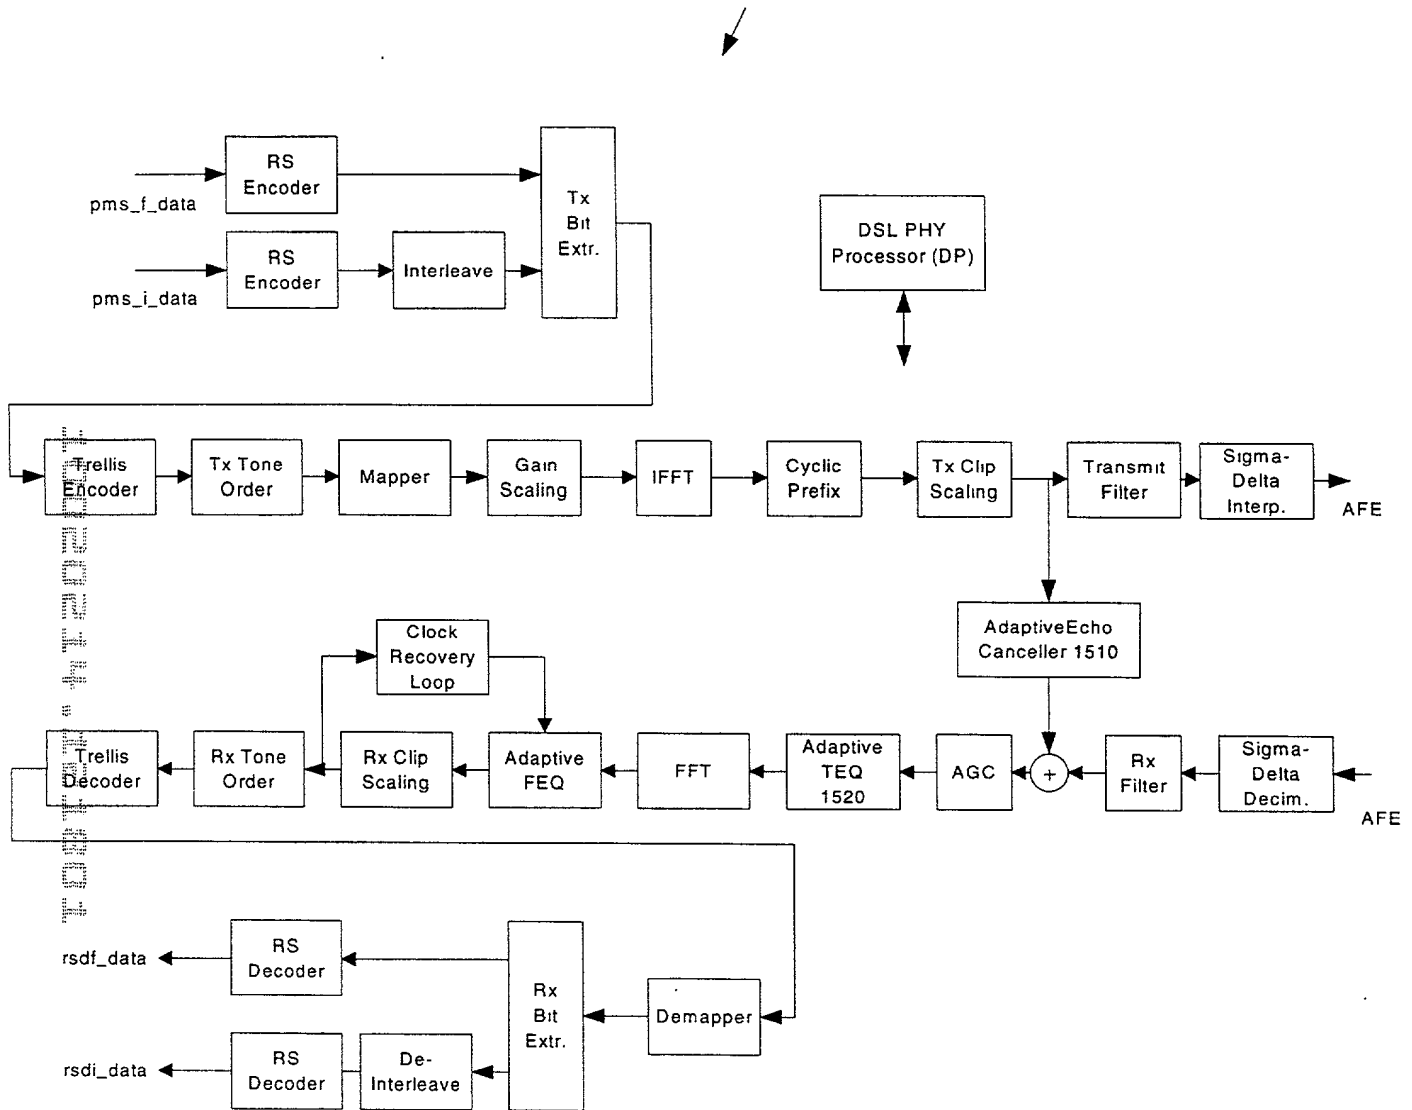 RS
Encoder
pms_f_data
RS
Encoder
pms_i_data
Interleave
Tx
Bit
Extr.
DSL PHY
Processor (DP)
Trellis
Encoder
Tx Tone
Order
Mapper
Gain
Scaling
IFFT
Cyclic
Prefix
Tx Clip
Scaling
Transmit
Filter
Sigma-
Delta
Interp.
AFE
AdaptiveEcho
Canceller 1510
Clock
Recovery
Loop
Trellis
Decoder
Rx Tone
Order
Rx Clip
Scaling
Adaptive
FEQ
FFT
Adaptive
TEQ
1520
AGC
+
Rx
Filter
Sigma-
Delta
Decim.
AFE
rsdf_data
RS
Decoder
rsdi_data
RS
Decoder
De-
Interleave
Rx
Bit
Extr.
Demapper